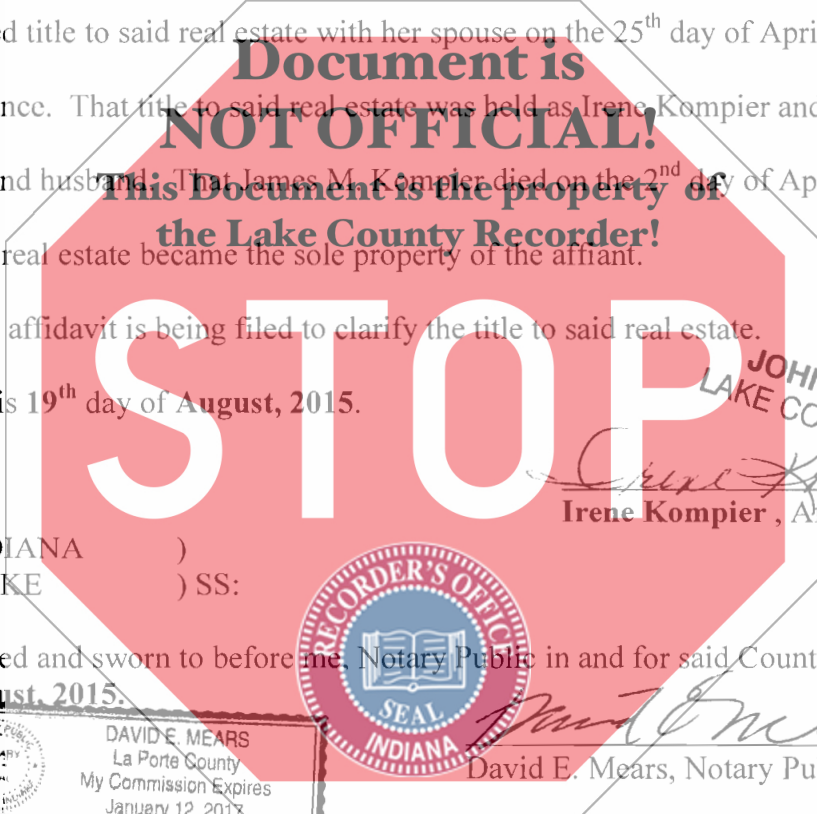 d title to said real estate with her spouse on the 25th day of Apri
Document is
nce. That title to said real estate was held as Irene Kompier and
NOT OFFICIAL!
nd husband. That James M. Kompier died on the 2nd day of Ap
This Document is the property of
the Lake County Recorder!
real estate became the sole property of the affiant.
STOP
affidavit is being filed to clarify the title to said real estate.
JOH
LAKE CO
is 19th day of August, 2015.
Irene K
Irene Kompier , A
DIANA )
KE ) SS:
RECORDER'S OFFICE
SEAL
INDIANA
ed and sworn to before me, Notary Public in and for said Count
ust, 2015.
DAVID E. MEARS
La Porte County
My Commission Expires
January 12, 2017
David E. Mears, Notary Pu